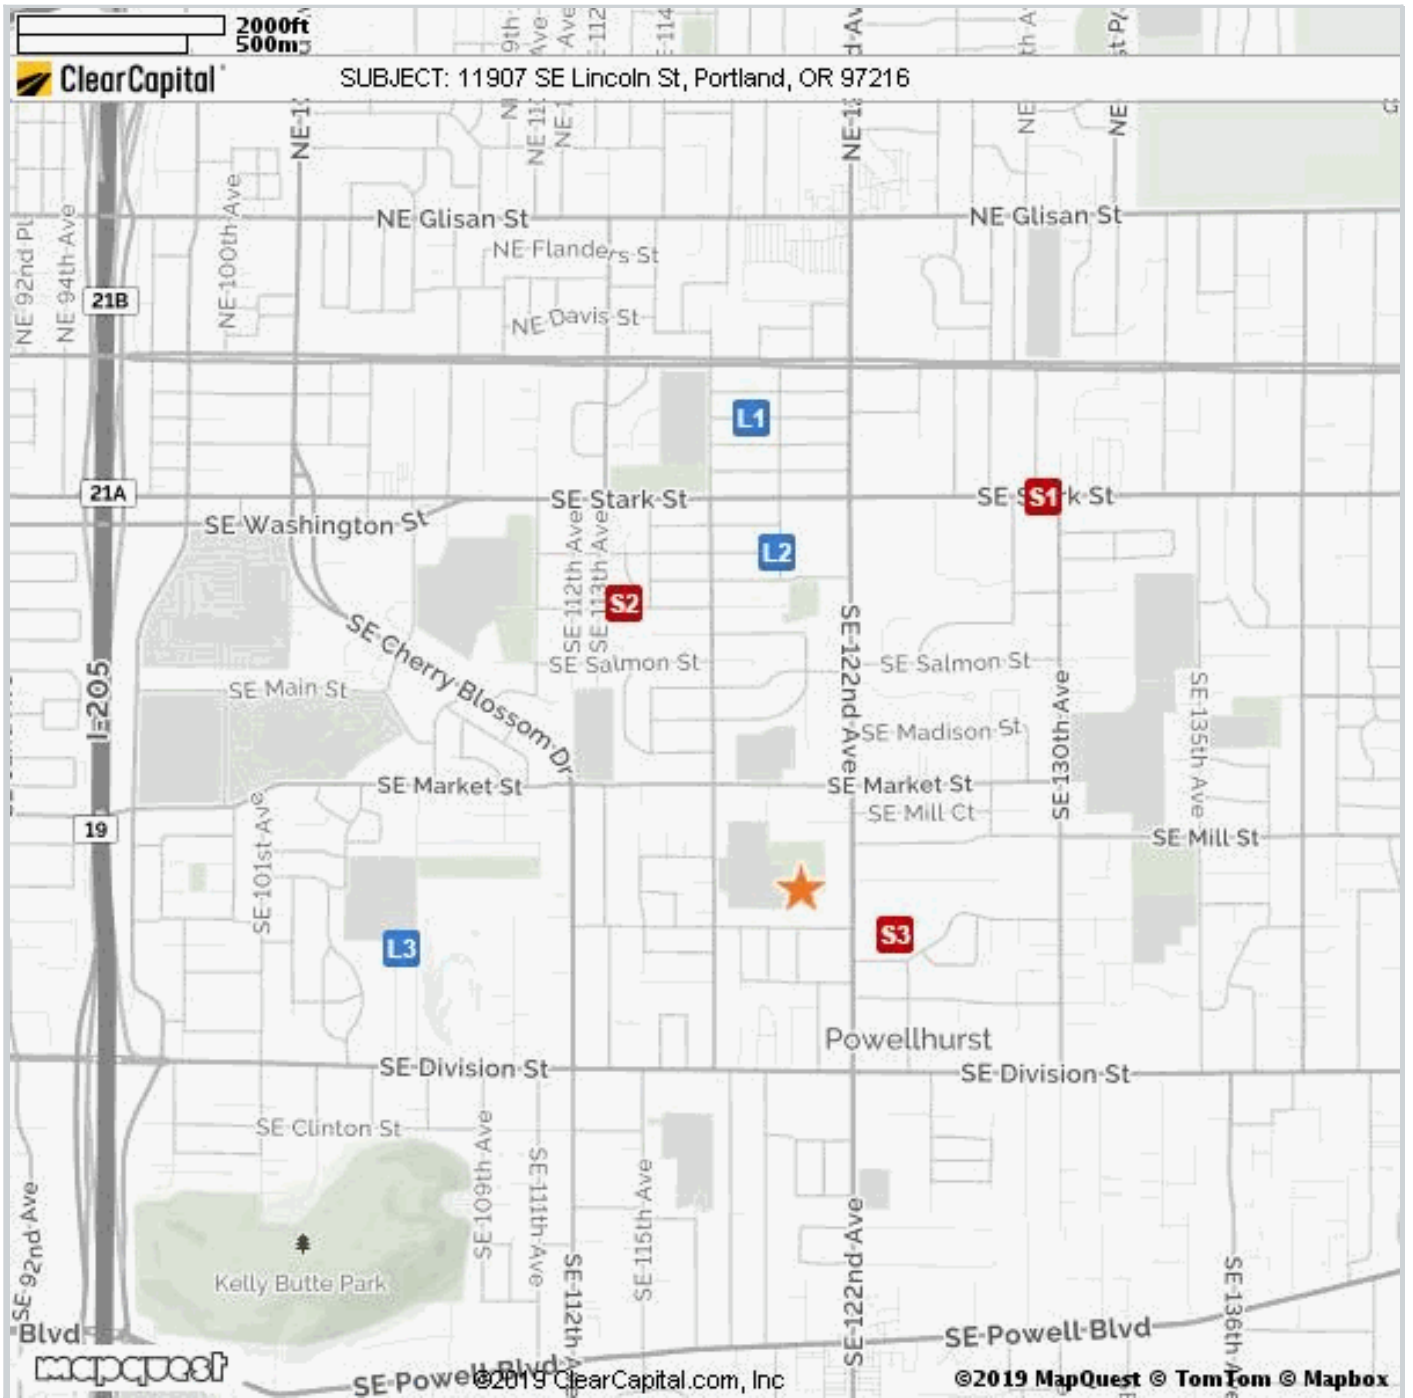 2000ft
500m
ClearCapital
SUBJECT: 11907 SE Lincoln St, Portland, OR 97216
NE Glisan St
NE Glisan St
NE Flanders St
NE Davis St
NE 92nd Pl
NE 94th Ave
NE 100th Ave
21B
L1
21A
SE Stark St
SE S
S1
k St
SE Washington St
L2
SE 112th Ave
SE 113th Ave
S2
SE Cherry Blossom Dr
SE Salmon St
SE Salmon St
SE 122nd Ave
I-205
SE Main St
SE Madison St
SE 130th Ave
SE 135th Ave
SE Market St
SE Market St
SE Mill Ct
19
SE Mill St
SE 101st Ave
S3
L3
Powellhurst
SE Division St
SE Division St
SE Clinton St
SE 109th Ave
SE 111th Ave
SE 115th Ave
SE 92nd Ave
SE 122nd Ave
SE 112th
SE 136th A
Kelly Butte Park
Blvd
SE Powell Blvd
mapquest
SE Powell Blvd
©2019 ClearCapital.com, Inc
©2019 MapQuest © TomTom © Mapbox